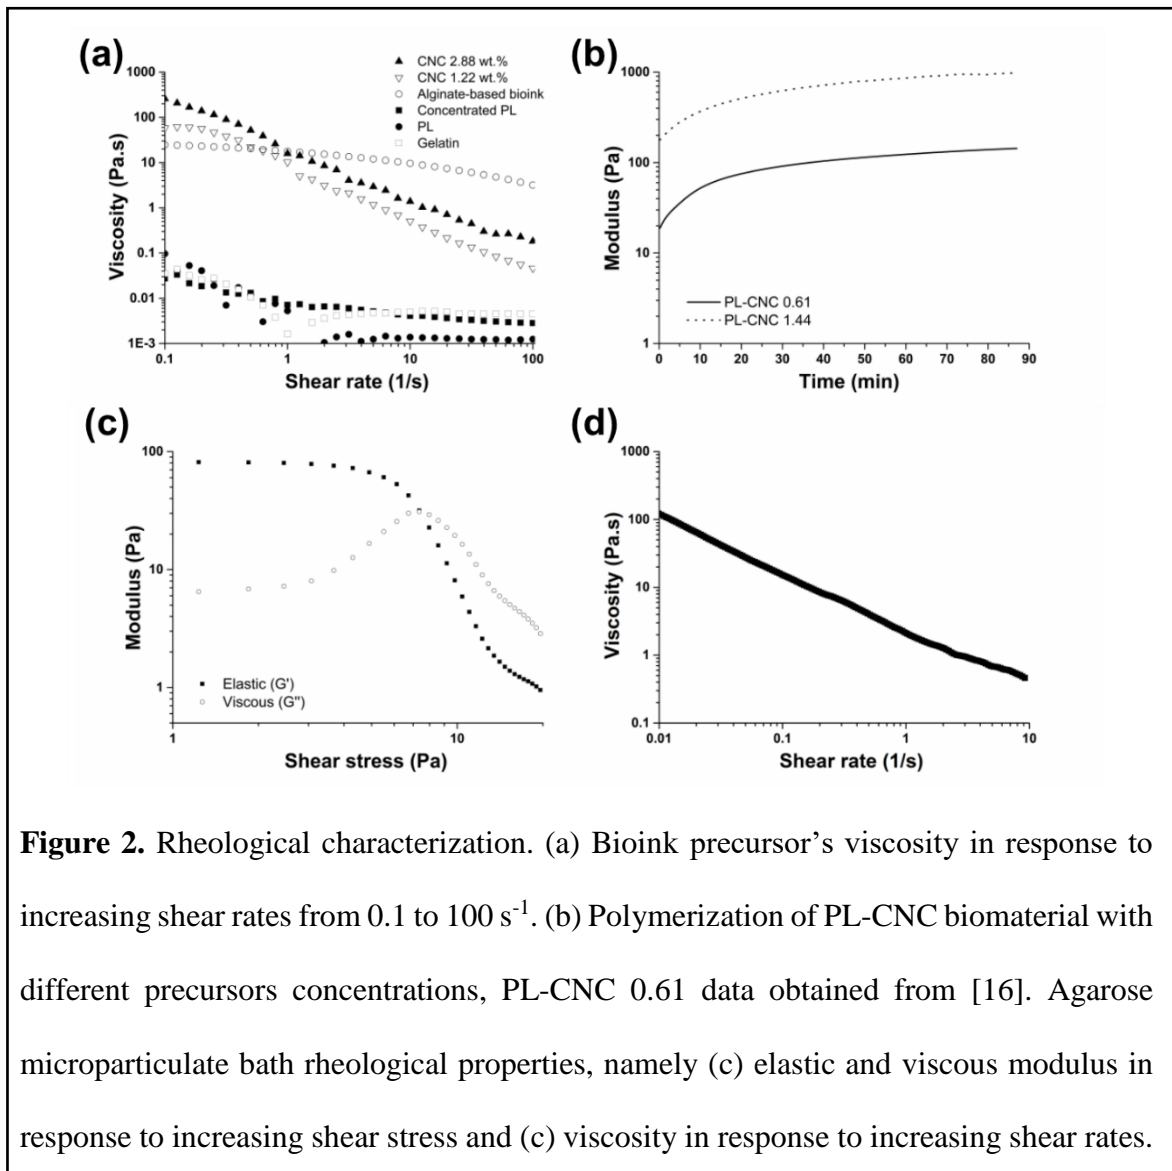 (a)
CNC 2.88 wt.%
CNC 1.22 wt.%
Alginate-based bioink
Concentrated PL
PL
Gelatin
1000
100
10
1
0.1
0.01
1E-3
Viscosity (Pa.s)
0.1 1 10 100
Shear rate (1/s)
(b)
1000
100
10
1
Modulus (Pa)
PL-CNC 0.61
PL-CNC 1.44
0 10 20 30 40 50 60 70 80 90
Time (min)
(c)
100
10
1
Modulus (Pa)
Elastic (G')
Viscous (G'')
1 10
Shear stress (Pa)
(d)
1000
100
10
1
0.1
Viscosity (Pa.s)
0.01 0.1 1 10
Shear rate (1/s)
Figure 2. Rheological characterization. (a) Bioink precursor’s viscosity in response to
increasing shear rates from 0.1 to 100 s-1. (b) Polymerization of PL-CNC biomaterial with
different precursors concentrations, PL-CNC 0.61 data obtained from [16]. Agarose
microparticulate bath rheological properties, namely (c) elastic and viscous modulus in
response to increasing shear stress and (c) viscosity in response to increasing shear rates.